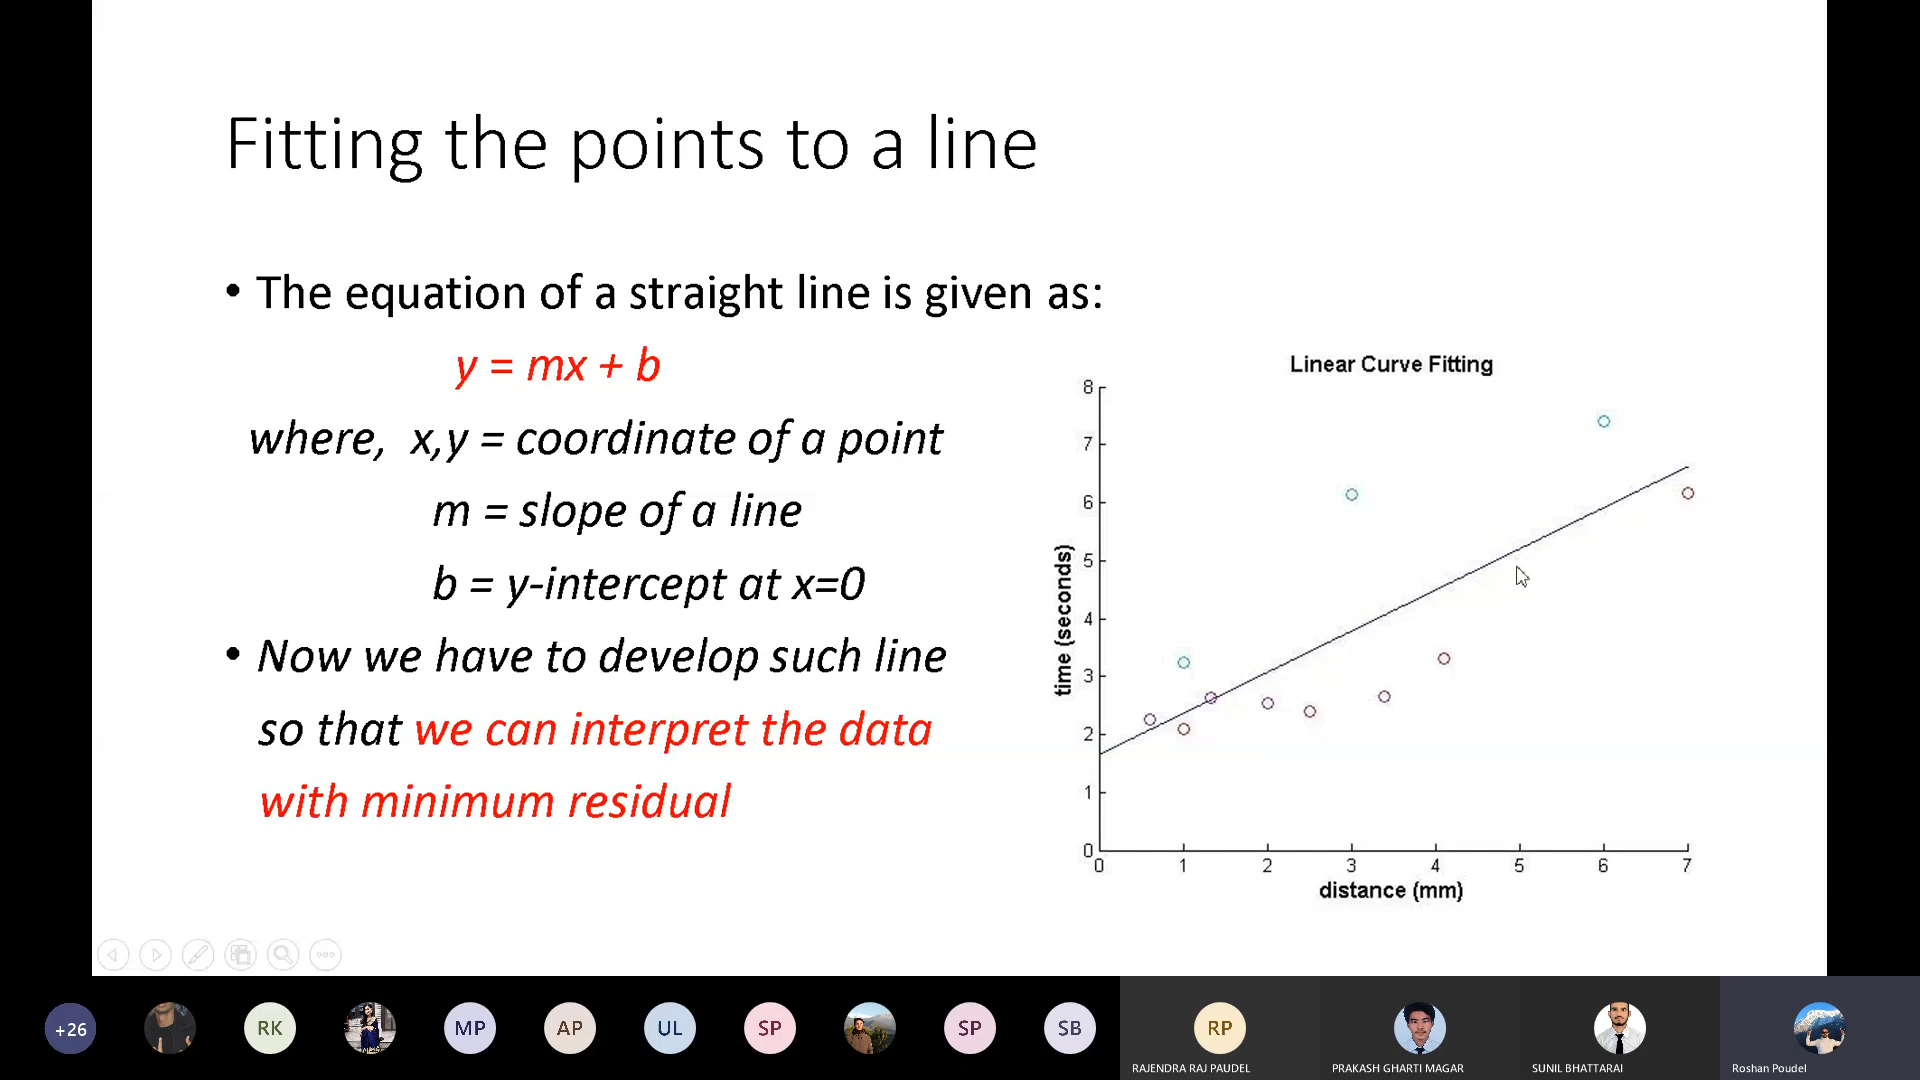 Fitting the points to a line
• The equation of a straight line is given as:
y = mx + b
where, x,y = coordinate of a point
m = slope of a line
b = y-intercept at x=0
• Now we have to develop such line
so that we can interpret the data
with minimum residual
Linear Curve Fitting
8
7
6
5
4
3
2
1
0
time (seconds)
0 1 2 3 4 5 6 7
distance (mm)
+26 RK MP AP UL SP SP SB RP
RAJENDRA RAJ PAUDEL PRAKASH GHARTI MAGAR SUNIL BHATTARAI Roshan Poudel